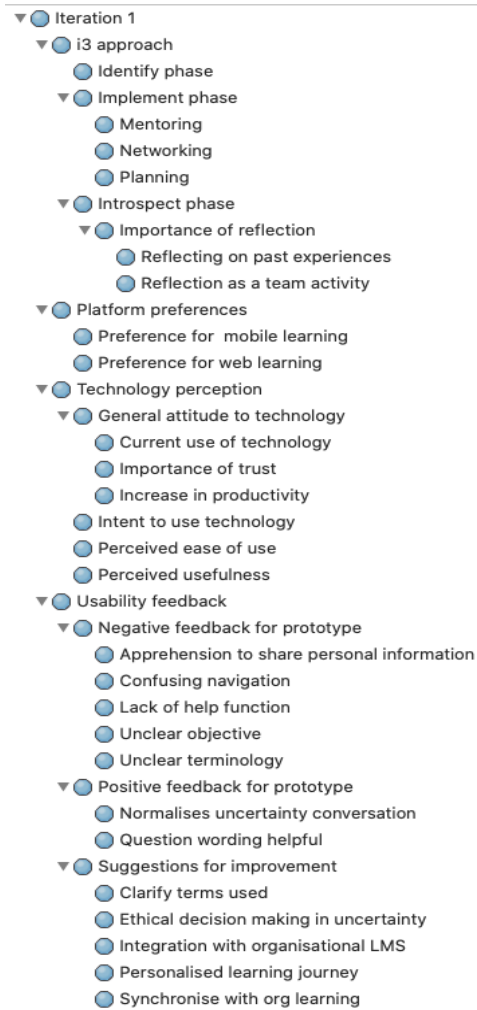 Iteration 1
i3 approach
Identify phase
Implement phase
Mentoring
Networking
Planning
Introspect phase
Importance of reflection
Reflecting on past experiences
Reflection as a team activity
Platform preferences
Preference for mobile learning
Preference for web learning
Technology perception
General attitude to technology
Current use of technology
Importance of trust
Increase in productivity
Intent to use technology
Perceived ease of use
Perceived usefulness
Usability feedback
Negative feedback for prototype
Apprehension to share personal information
Confusing navigation
Lack of help function
Unclear objective
Unclear terminology
Positive feedback for prototype
Normalises uncertainty conversation
Question wording helpful
Suggestions for improvement
Clarify terms used
Ethical decision making in uncertainty
Integration with organisational LMS
Personalised learning journey
Synchronise with org learning